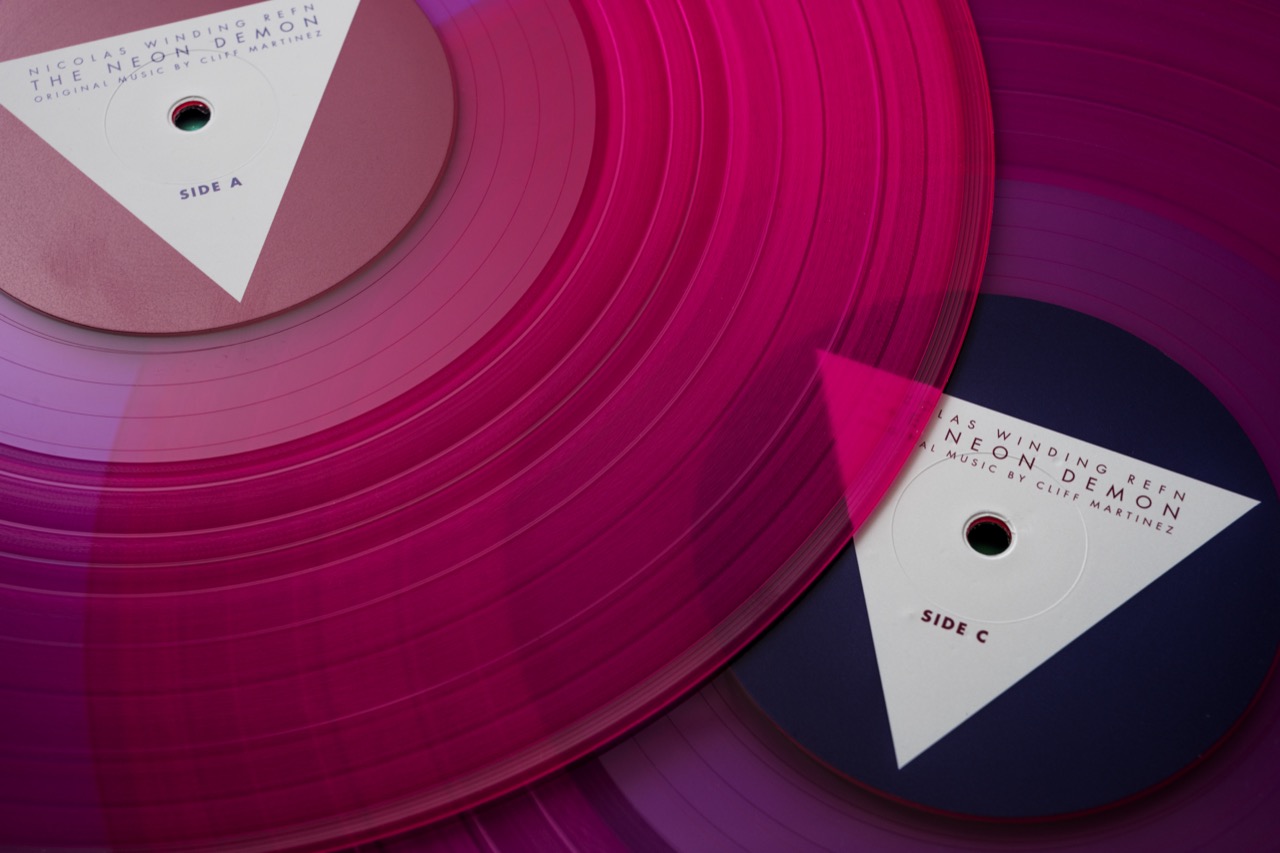 NICOLAS WINDING REFN
THE NEON DEMON
ORIGINAL MUSIC BY CLIFF MARTINEZ
SIDE A
LAS WINDING REFN
NEON DEMON
AL MUSIC BY CLIFF MARTINEZ
SIDE C